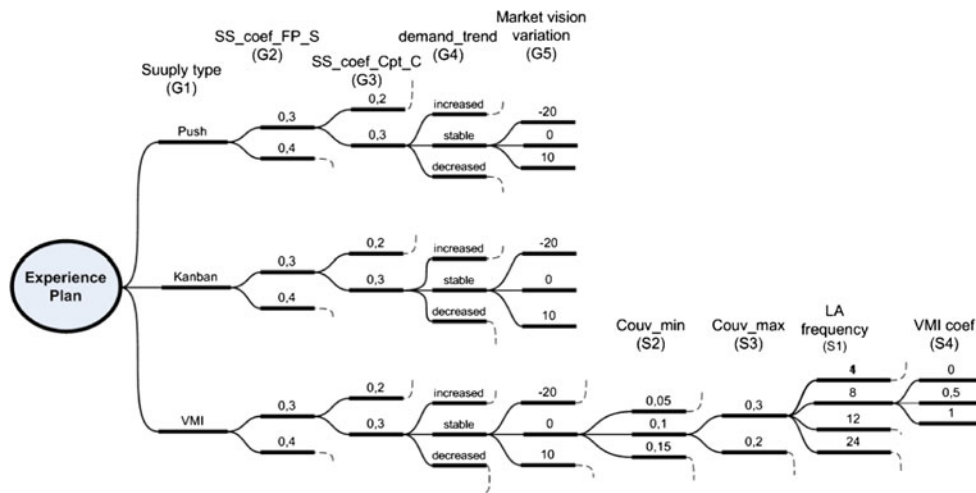 Market vision
variation
(G5)
SS_coef_FP_S
(G2)
demand_trend
(G4)
SS_coef_Cpt_C
(G3)
Suuply type
(G1)
0,2
increased
-20
0,3
Push
0,3
stable
0
0,4
decreased
10
Experience
Plan
0,2
increased
-20
0,3
Kanban
0,3
stable
0
0,4
decreased
10
Couv_min
(S2)
Couv_max
(S3)
LA
frequency
(S1)
VMI coef
(S4)
0
8
0,5
1
12
24
0,2
increased
-20
0,05
0,3
0,3
VMI
0,3
stable
0
0,1
0,4
decreased
10
0,15
0,2